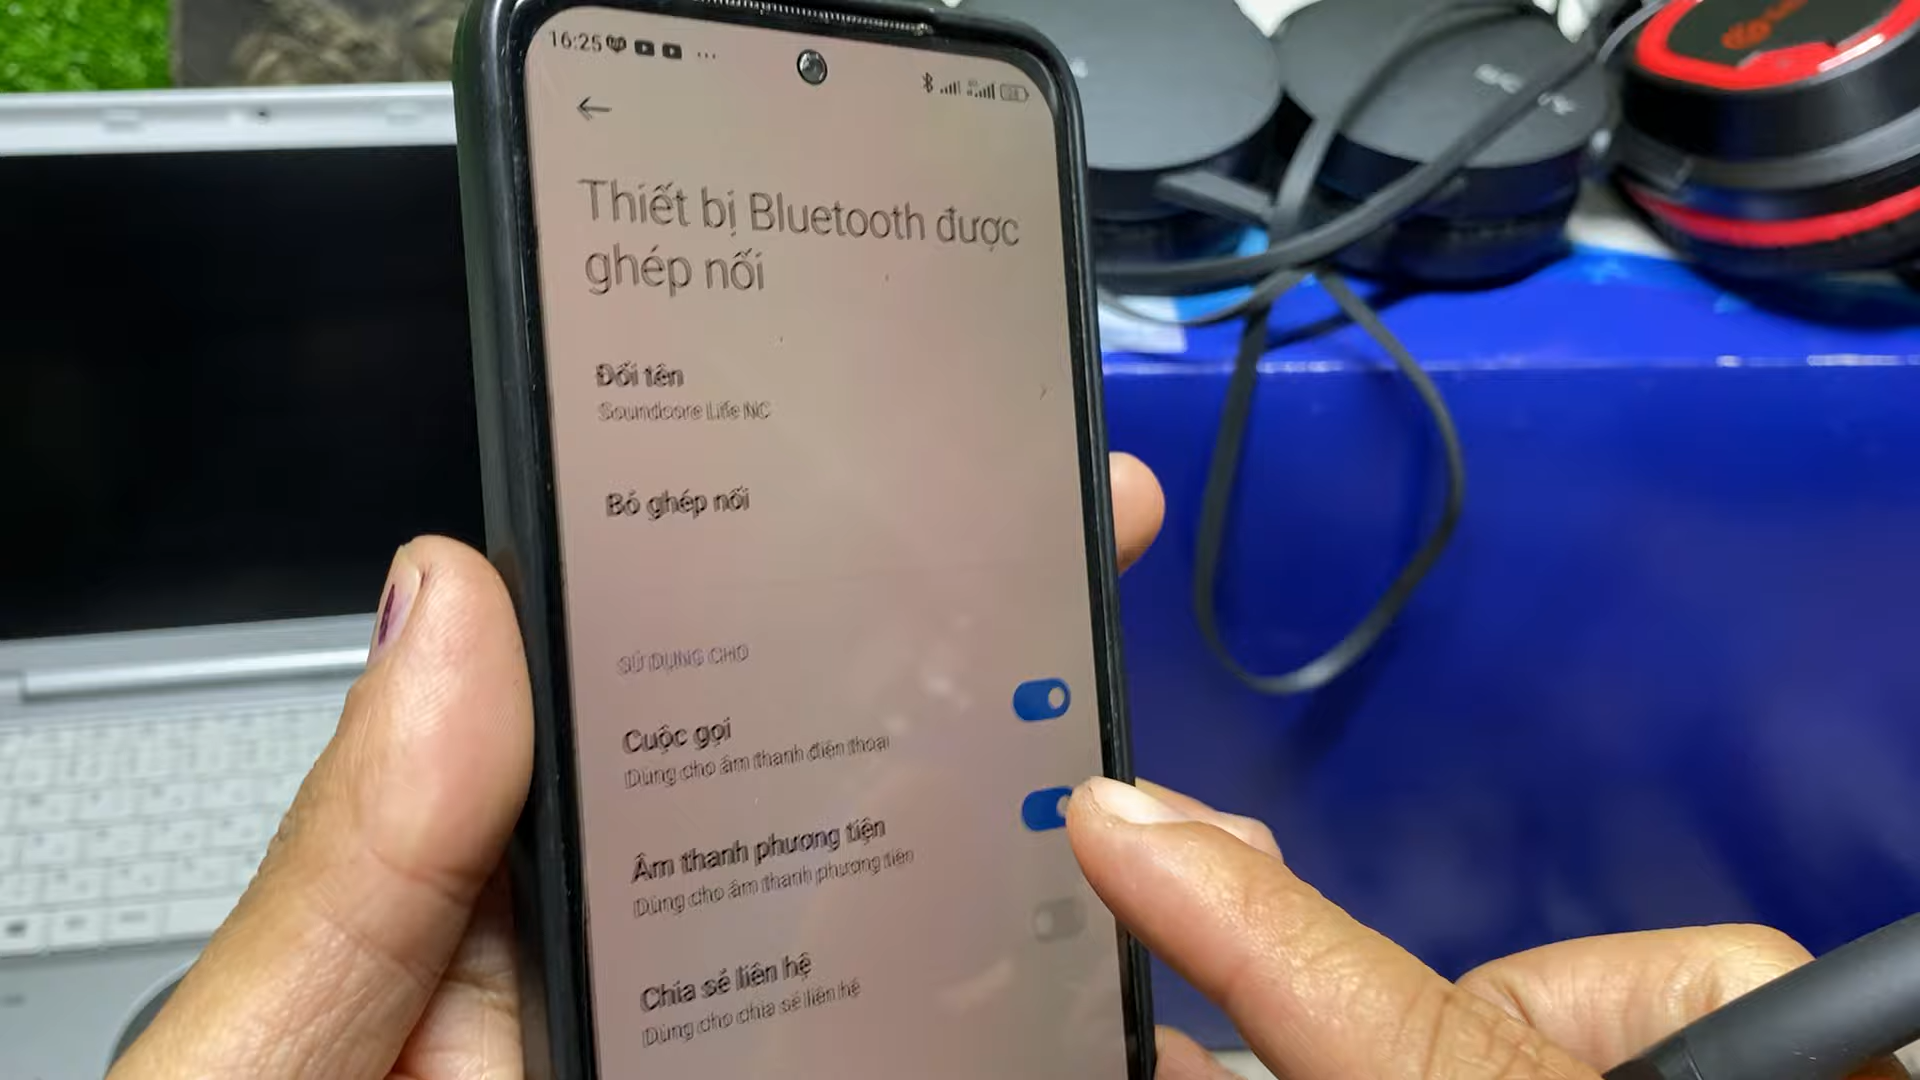 16:25
Thiết bị Bluetooth được
ghép nối
Đổi tên
Soundcore Life NC
Bỏ ghép nối
SỬ DỤNG CHO
Cuộc gọi
Dùng cho âm thanh điện thoại
Âm thanh phương tiện
Dùng cho âm thanh phương tiện
Chia sẻ liên hệ
Dùng cho chia sẻ liên hệ